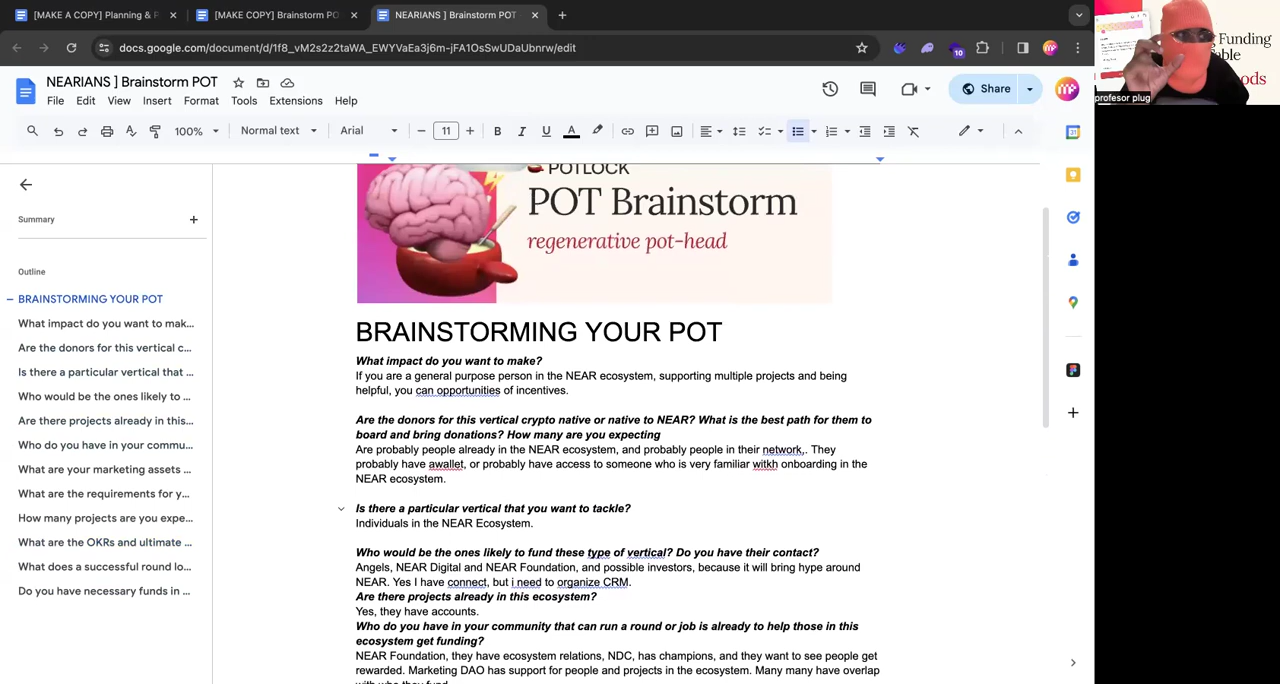 [MAKE A COPY] Planning & P
[MAKE COPY] Brainstorm PO
NEARIANS ] Brainstorm POT
docs.google.com/document/d/1f8_vM2s2z2taWA_EWYVaEa3j6m-jFA1OsSwUDaUbnrw/edit
10
NEARIANS ] Brainstorm POT
File Edit View Insert Format Tools Extensions Help
Share
100% Normal text Arial 11
Funding
ble
ods
profesor plug
Summary
Outline
BRAINSTORMING YOUR POT
What impact do you want to mak...
Are the donors for this vertical c...
Is there a particular vertical that ...
Who would be the ones likely to ...
Are there projects already in this...
Who do you have in your commu...
What are your marketing assets ...
What are the requirements for y...
How many projects are you expe...
What are the OKRs and ultimate ...
What does a successful round lo...
Do you have necessary funds in ...
POTLOCK
POT Brainstorm
regenerative pot-head
BRAINSTORMING YOUR POT
What impact do you want to make?
If you are a general purpose person in the NEAR ecosystem, supporting multiple projects and being
helpful, you can opportunities of incentives.
Are the donors for this vertical crypto native or native to NEAR? What is the best path for them to
board and bring donations? How many are you expecting
Are probably people already in the NEAR ecosystem, and probably people in their network,. They
probably have awallet, or probably have access to someone who is very familiar witkh onboarding in the
NEAR ecosystem.
Is there a particular vertical that you want to tackle?
Individuals in the NEAR Ecosystem.
Who would be the ones likely to fund these type of vertical? Do you have their contact?
Angels, NEAR Digital and NEAR Foundation, and possible investors, because it will bring hype around
NEAR. Yes I have connect, but i need to organize CRM.
Are there projects already in this ecosystem?
Yes, they have accounts.
Who do you have in your community that can run a round or job is already to help those in this
ecosystem get funding?
NEAR Foundation, they have ecosystem relations, NDC, has champions, and they want to see people get
rewarded. Marketing DAO has support for people and projects in the ecosystem. Many many have overlap
with who they fund